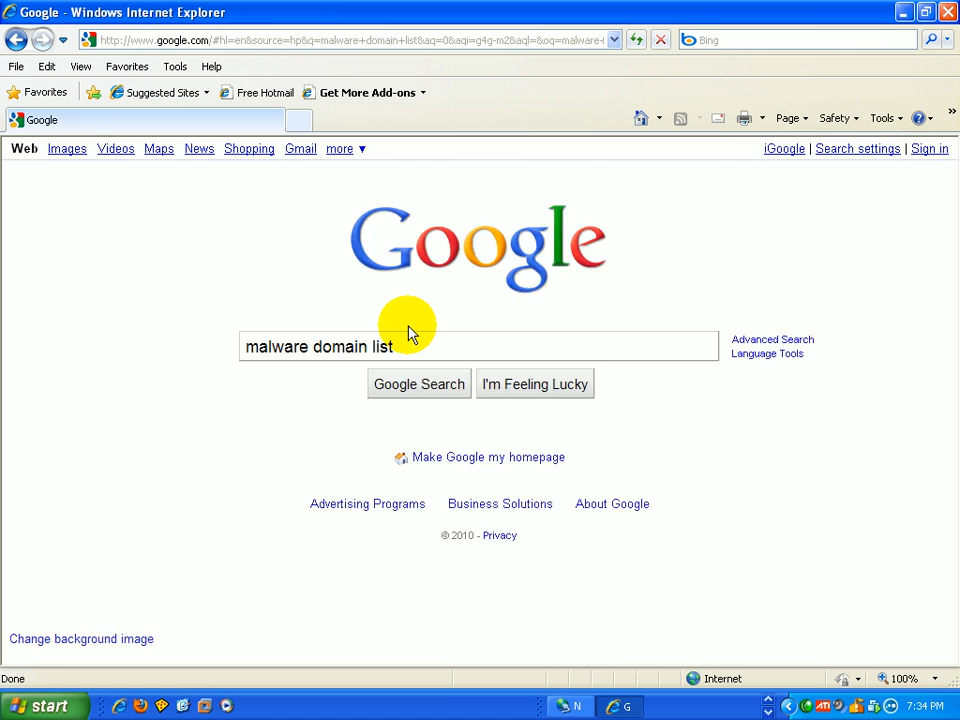 Google - Windows Internet Explorer
http://www.google.com/#hl=en&source=hp&q=malware+domain+list&aq=0&aqi=g4g-m2&aql=&oq=malware+
Bing
File Edit View Favorites Tools Help
Favorites Suggested Sites Free Hotmail Get More Add-ons
Google
Page Safety Tools
Web Images Videos Maps News Shopping Gmail more iGoogle | Search settings | Sign in
Google
malware domain list
Advanced Search
Language Tools
Google Search I'm Feeling Lucky
Make Google my homepage
Advertising Programs Business Solutions About Google
© 2010 - Privacy
Change background image
Done Internet 100%
start N G 7:34 PM